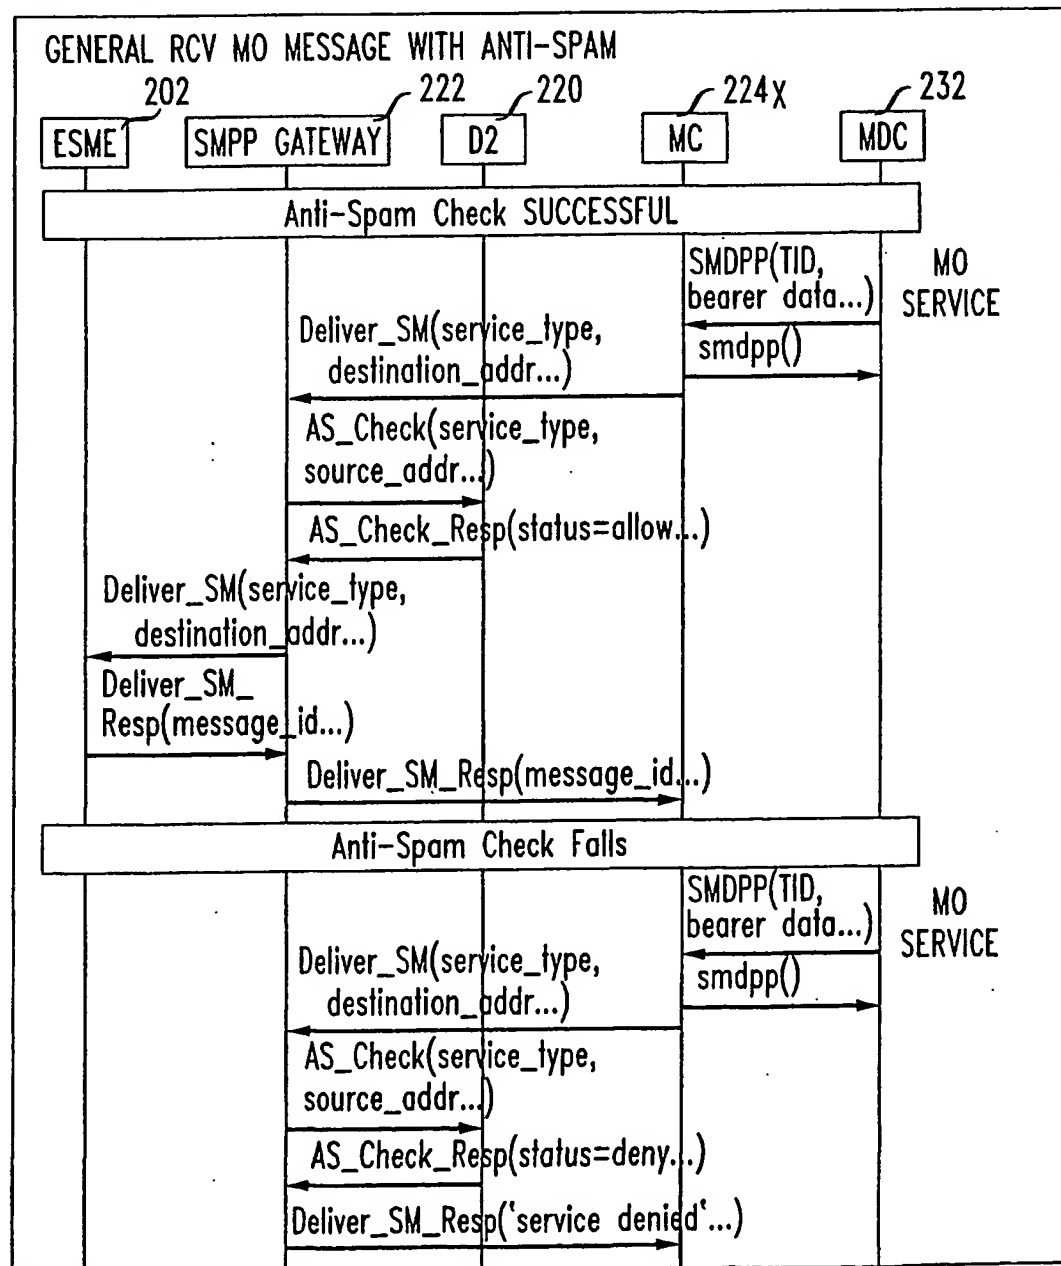 GENERAL RCV MO MESSAGE WITH ANTI-SPAM
202
222
220
224X
232
ESME
SMPP GATEWAY
D2
MC
MDC
Anti-Spam Check SUCCESSFUL
SMDPP(TID,
bearer data...)
MO
SERVICE
smdpp()
Deliver_SM(service_type,
destination_addr...)
AS_Check(service_type,
source_addr...)
AS_Check_Resp(status=allow...)
Deliver_SM(service_type,
destination_addr...)
Deliver_SM_
Resp(message_id...)
Deliver_SM_Resp(message_id...)
Anti-Spam Check Falls
SMDPP(TID,
bearer data...)
MO
SERVICE
smdpp()
Deliver_SM(service_type,
destination_addr...)
AS_Check(service_type,
source_addr...)
AS_Check_Resp(status=deny...)
Deliver_SM_Resp('service denied'...)